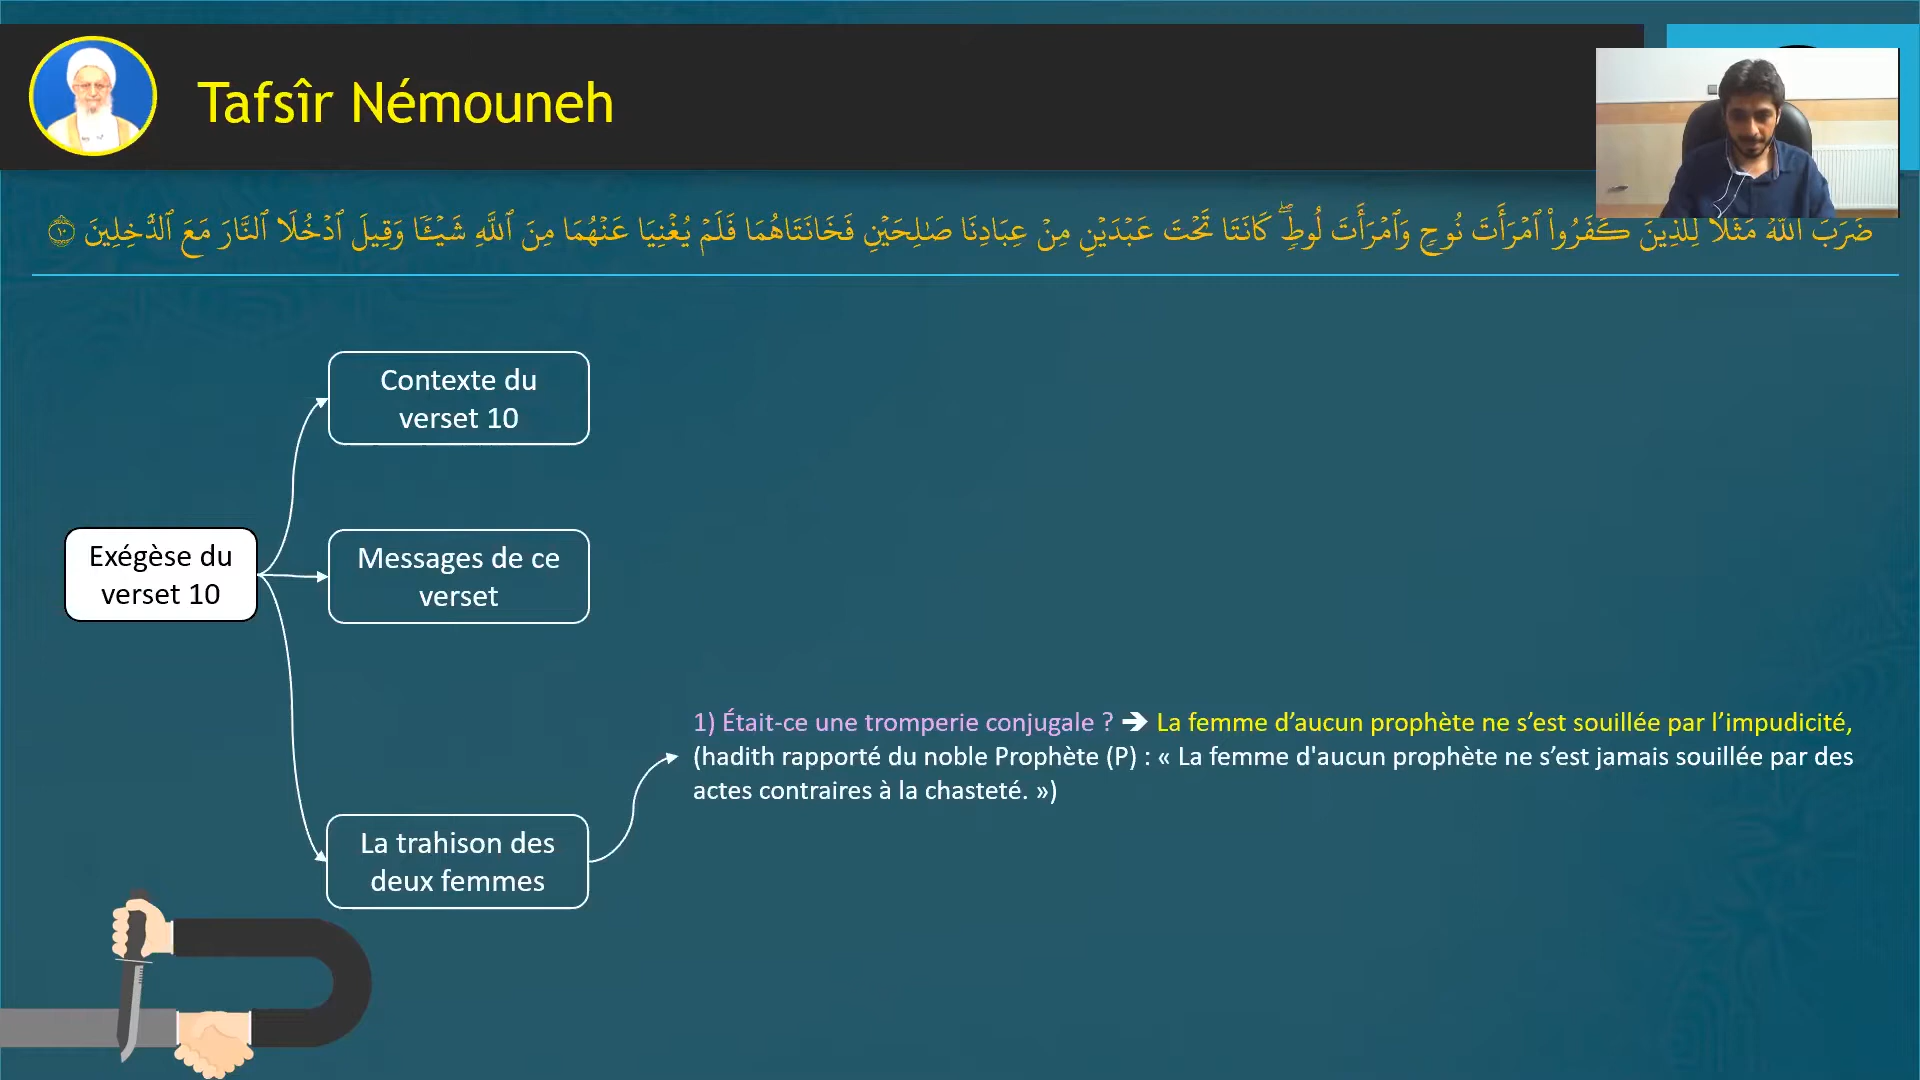 Tafsîr Némouneh
ضَرَبَ ٱللَّهُ مَثَلًا لِّلَّذِينَ كَفَرُوا۟ ٱمْرَأَتَ نُوحٍ وَٱمْرَأَتَ لُوطٍ ۖ كَانَتَا تَحْتَ عَبْدَيْنِ مِنْ عِبَادِنَا صَـٰلِحَيْنِ فَخَانَتَاهُمَا فَلَمْ يُغْنِيَا عَنْهُمَا مِنَ ٱللَّهِ شَيْـًٔا وَقِيلَ ٱدْخُلَا ٱلنَّارَ مَعَ ٱلدَّٰخِلِينَ ١٠
Contexte du
verset 10
Exégèse du
verset 10
Messages de ce
verset
La trahison des
deux femmes
1) Était-ce une tromperie conjugale ? ➔ La femme d’aucun prophète ne s’est souillée par l’impudicité,
(hadith rapporté du noble Prophète (P) : « La femme d'aucun prophète ne s’est jamais souillée par des
actes contraires à la chasteté. »)